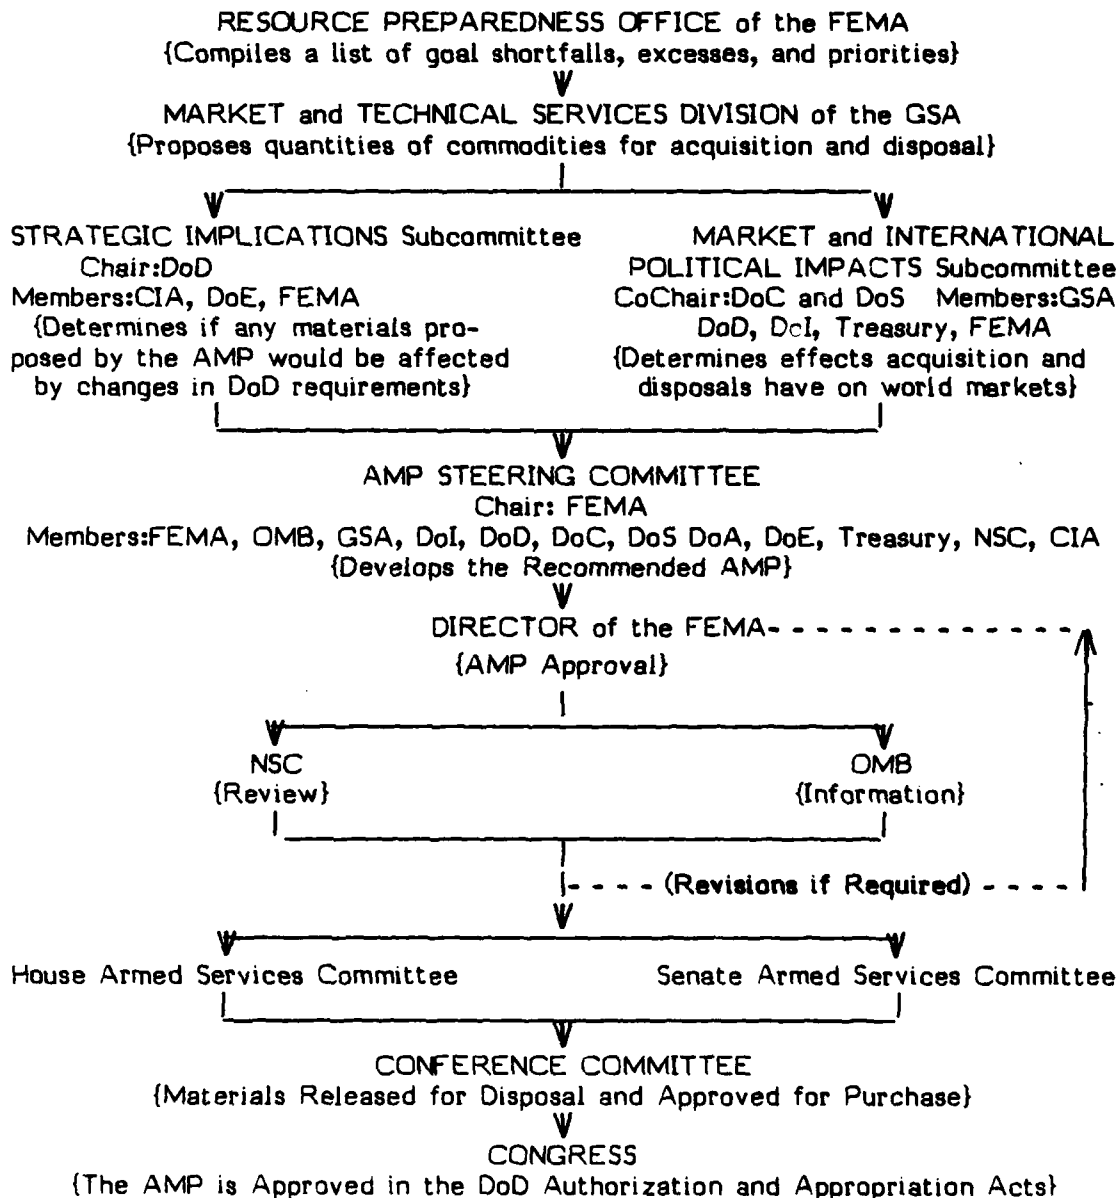 RESOURCE PREPAREDNESS OFFICE of the FEMA
{Compiles a list of goal shortfalls, excesses, and priorities}
MARKET and TECHNICAL SERVICES DIVISION of the GSA
{Proposes quantities of commodities for acquisition and disposal}
STRATEGIC IMPLICATIONS Subcommittee
Chair:DoD
Members:CIA, DoE, FEMA
{Determines if any materials pro-
posed by the AMP would be affected
by changes in DoD requirements}
MARKET and INTERNATIONAL
POLITICAL IMPACTS Subcommittee
CoChair:DoC and DoS Members:GSA
DoD, DoI, Treasury, FEMA
{Determines effects acquisition and
disposals have on world markets}
AMP STEERING COMMITTEE
Chair: FEMA
Members:FEMA, OMB, GSA, DoI, DoD, DoC, DoS DoA, DoE, Treasury, NSC, CIA
{Develops the Recommended AMP}
DIRECTOR of the FEMA
{AMP Approval}
NSC
{Review}
OMB
{Information}
(Revisions if Required)
House Armed Services Committee
Senate Armed Services Committee
CONFERENCE COMMITTEE
{Materials Released for Disposal and Approved for Purchase}
CONGRESS
{The AMP is Approved in the DoD Authorization and Appropriation Acts}